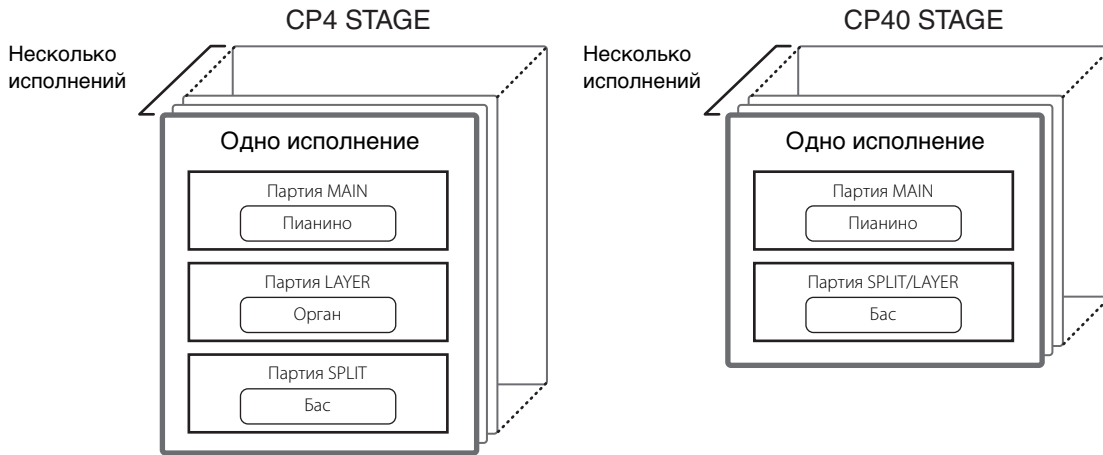 CP4 STAGE
Несколько
исполнений
Одно исполнение
Партия MAIN
Пианино
Партия LAYER
Орган
Партия SPLIT
Бас
CP40 STAGE
Несколько
исполнений
Одно исполнение
Партия MAIN
Пианино
Партия SPLIT/LAYER
Бас